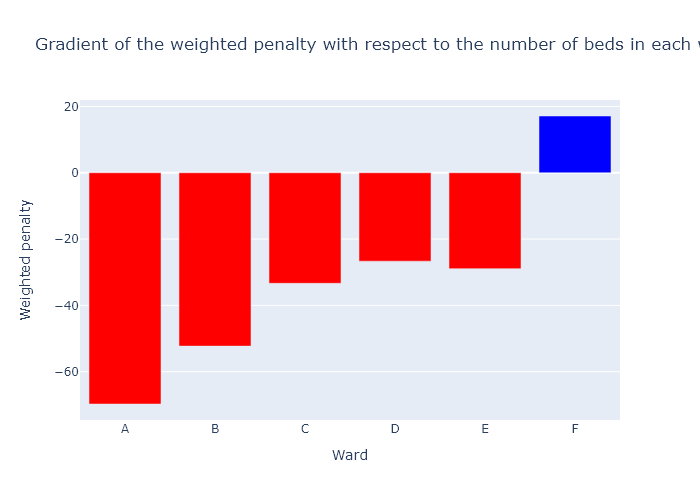 Gradient of the weighted penalty with respect to the number of beds in each
20
0
−20
−40
−60
Weighted penalty
A B C D E F
Ward